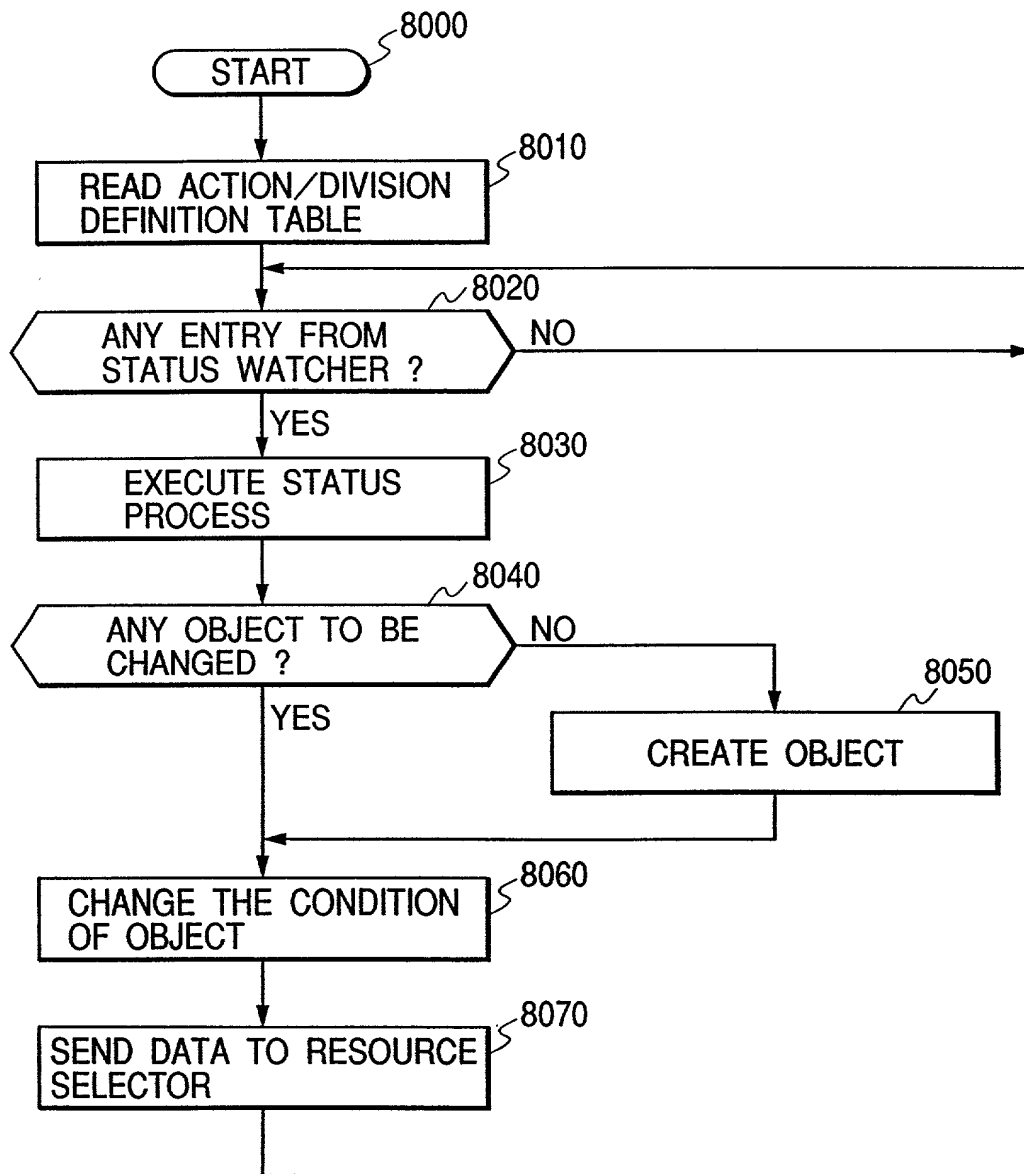 8000
START
8010
READ ACTION/DIVISION
DEFINITION TABLE
8020
ANY ENTRY FROM
STATUS WATCHER ?
NO
YES
8030
EXECUTE STATUS
PROCESS
8040
ANY OBJECT TO BE
CHANGED ?
NO
YES
8050
CREATE OBJECT
8060
CHANGE THE CONDITION
OF OBJECT
8070
SEND DATA TO RESOURCE
SELECTOR